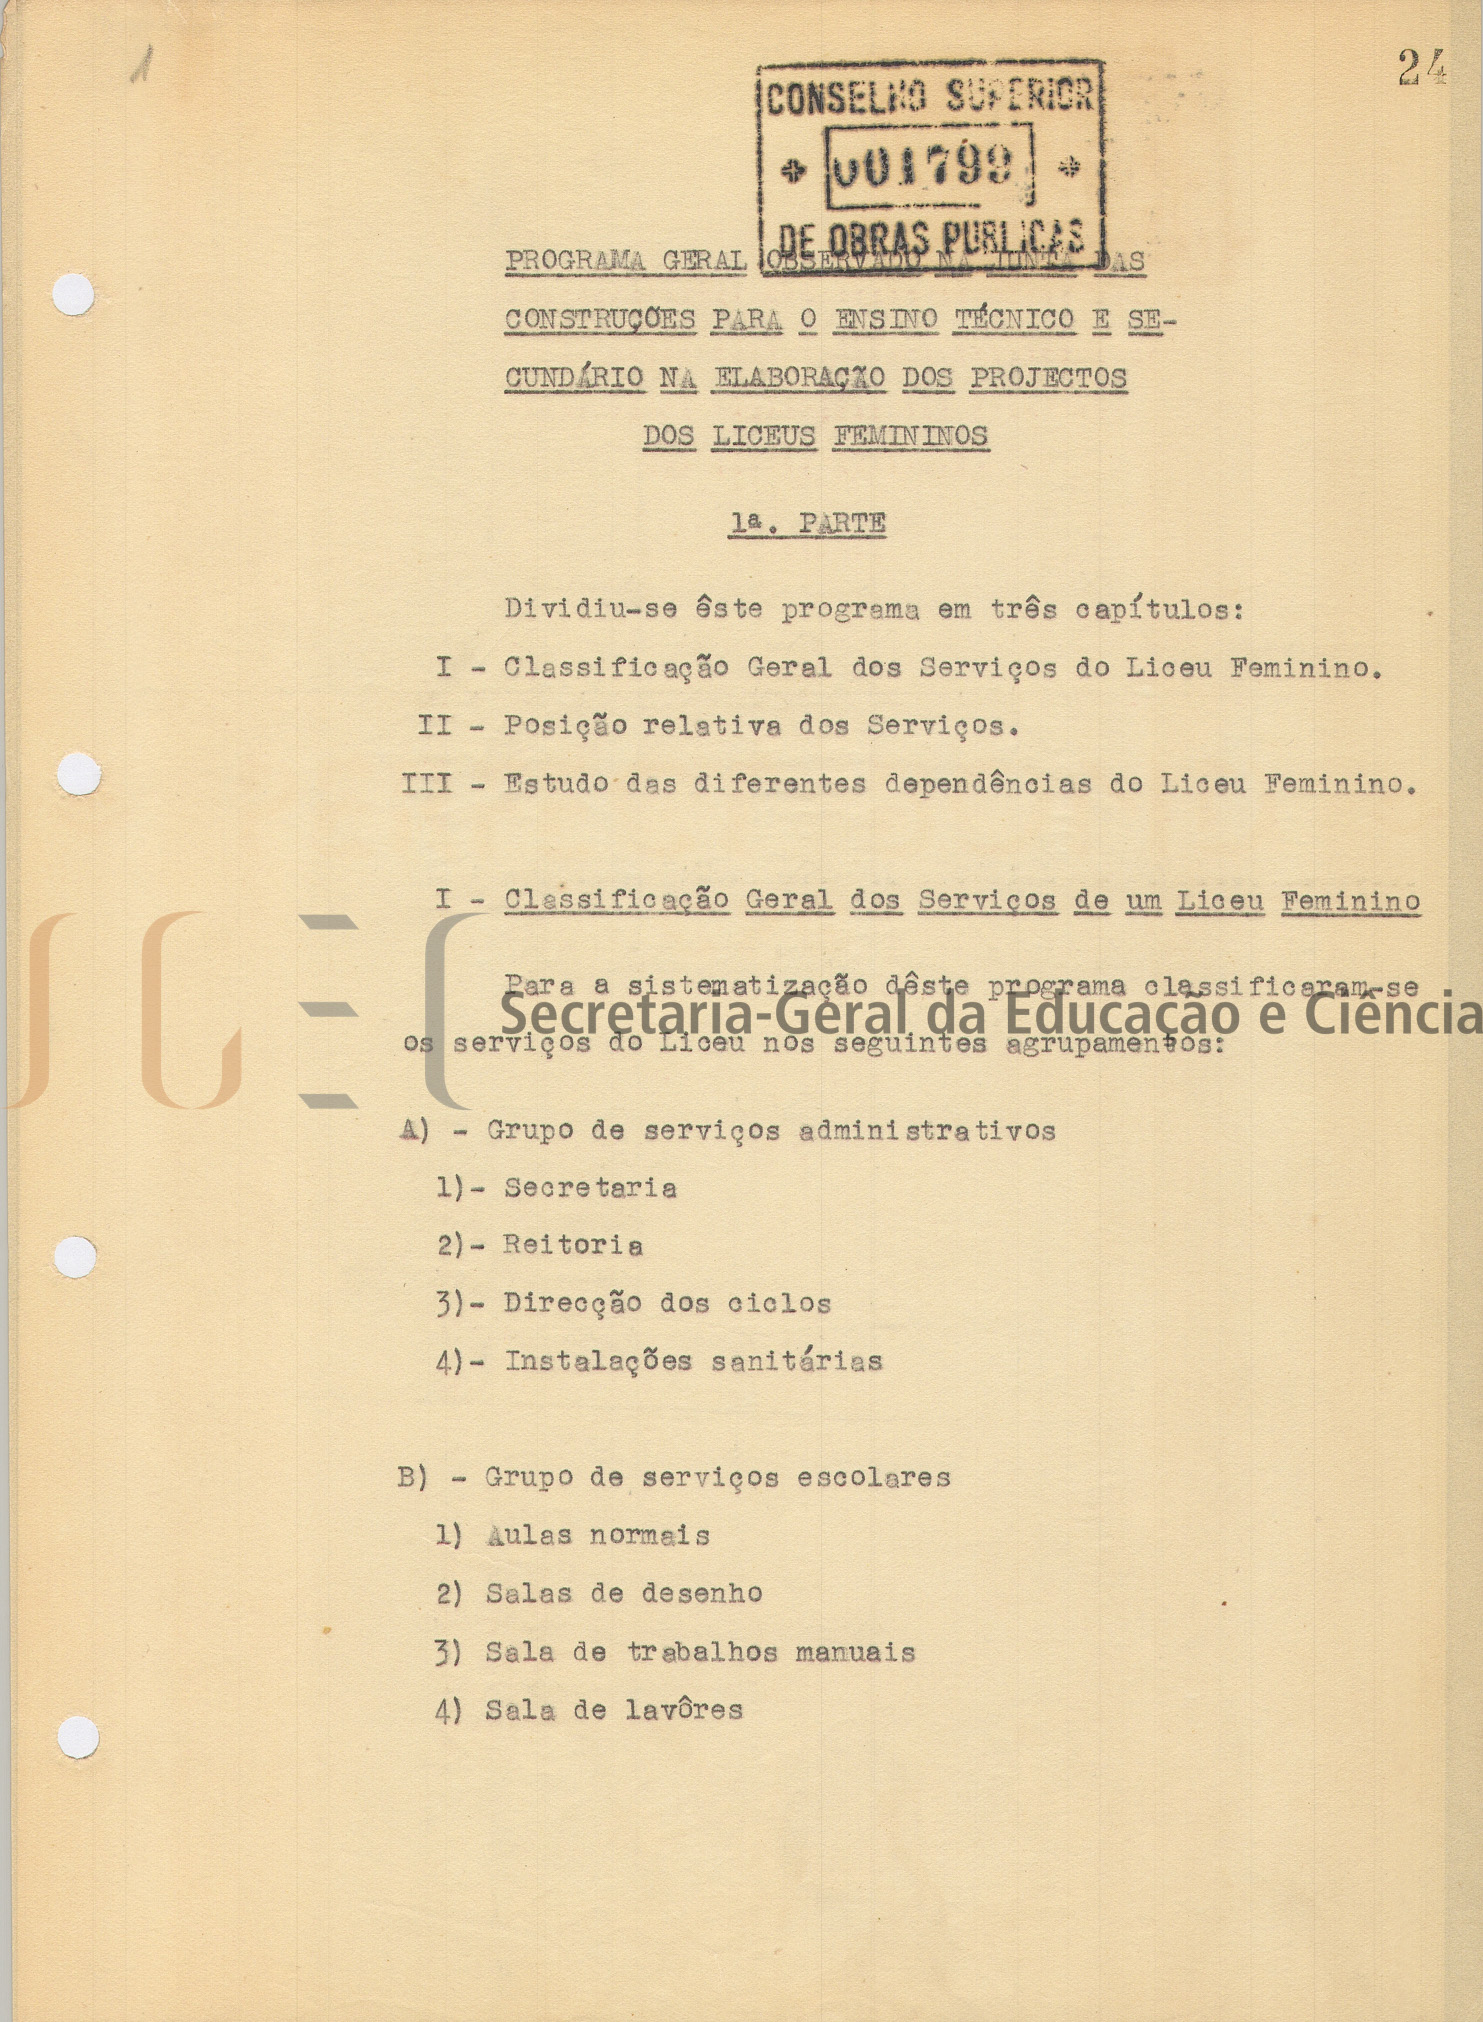 1
24
CONSELHO SUPERIOR
001799
DE OBRAS PUBLICAS
PROGRAMA GERAL OBSERVADO NA JUNTA DAS
CONSTRUÇÕES PARA O ENSINO TÉCNICO E SE-
CUNDÁRIO NA ELABORAÇÃO DOS PROJECTOS
DOS LICEUS FEMININOS
1ª. PARTE
Dividiu-se êste programa em três capítulos:
I - Classificação Geral dos Serviços do Liceu Feminino.
II - Posição relativa dos Serviços.
III - Estudo das diferentes dependências do Liceu Feminino.
I - Classificação Geral dos Serviços de um Liceu Feminino
Para a sistematização dêste programa classificaram-se
SGEC Secretaria-Geral da Educação e Ciência
os serviços do Liceu nos seguintes agrupamentos:
A) - Grupo de serviços administrativos
1)- Secretaria
2)- Reitoria
3)- Direcção dos ciclos
4)- Instalações sanitárias
B) - Grupo de serviços escolares
1) Aulas normais
2) Salas de desenho
3) Sala de trabalhos manuais
4) Sala de lavôres